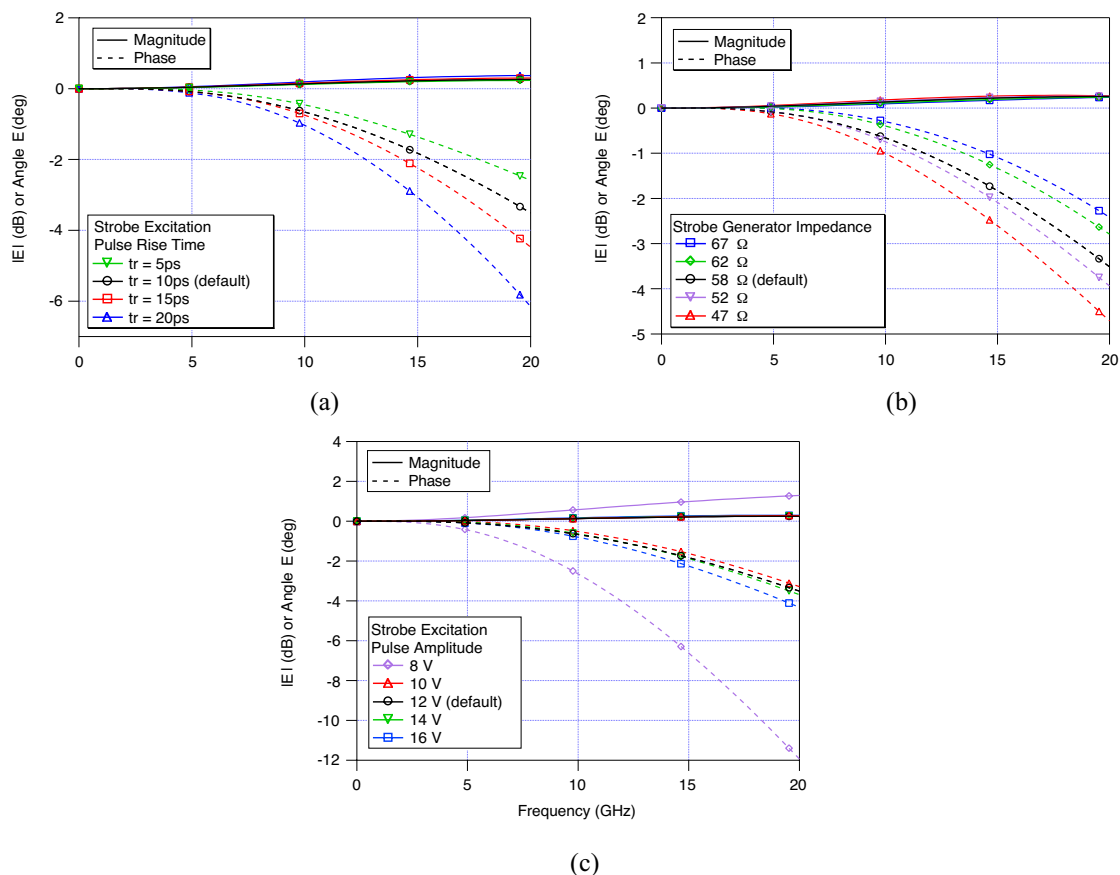 2
0
-2
-4
-6
IEI (dB) or Angle E (deg)
Magnitude
Phase
Strobe Excitation
Pulse Rise Time
tr = 5ps
tr = 10ps (default)
tr = 15ps
tr = 20ps
0
5
10
15
20
(a)
2
1
0
-1
-2
-3
-4
-5
IEI (dB) or Angle E (deg)
Magnitude
Phase
Strobe Generator Impedance
67 Ω
62 Ω
58 Ω (default)
52 Ω
47 Ω
0
5
10
15
20
(b)
4
2
0
-2
-4
-6
-8
-10
-12
IEI (dB) or Angle E (deg)
Magnitude
Phase
Strobe Excitation
Pulse Amplitude
8 V
10 V
12 V (default)
14 V
16 V
0
5
10
15
20
Frequency (GHz)
(c)